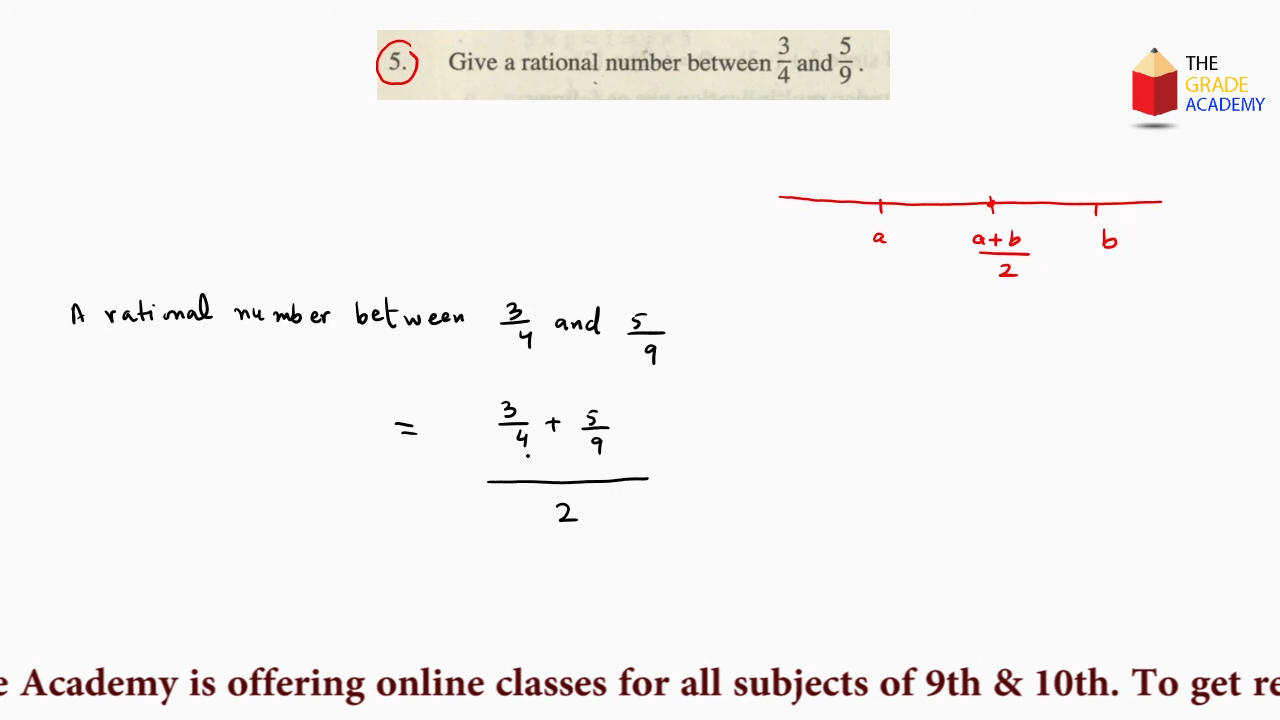 5. Give a rational number between 3/4 and 5/9.
THE
GRADE
ACADEMY
a
a+b/2
b
A rational number between 3/4 and 5/9
= 3/4 + 5/9
2
e Academy is offering online classes for all subjects of 9th & 10th. To get re